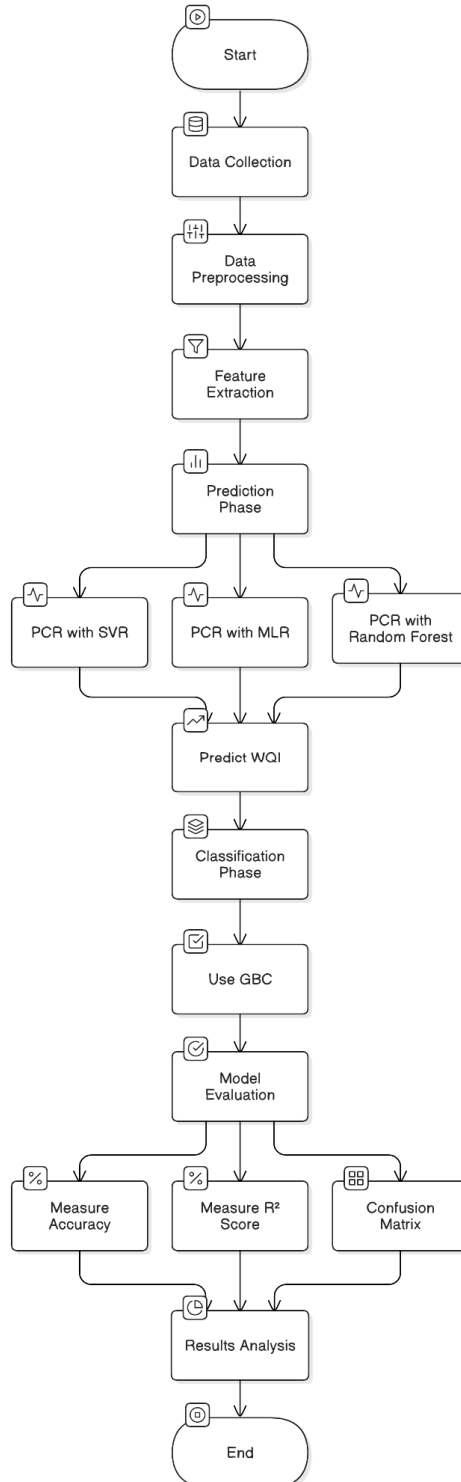 Start
Data Collection
Data
Preprocessing
Feature
Extraction
Prediction
Phase
PCR with SVR
PCR with MLR
PCR with
Random Forest
Predict WQI
Classification
Phase
Use GBC
Model
Evaluation
Measure
Accuracy
Measure R²
Score
Confusion
Matrix
Results Analysis
End